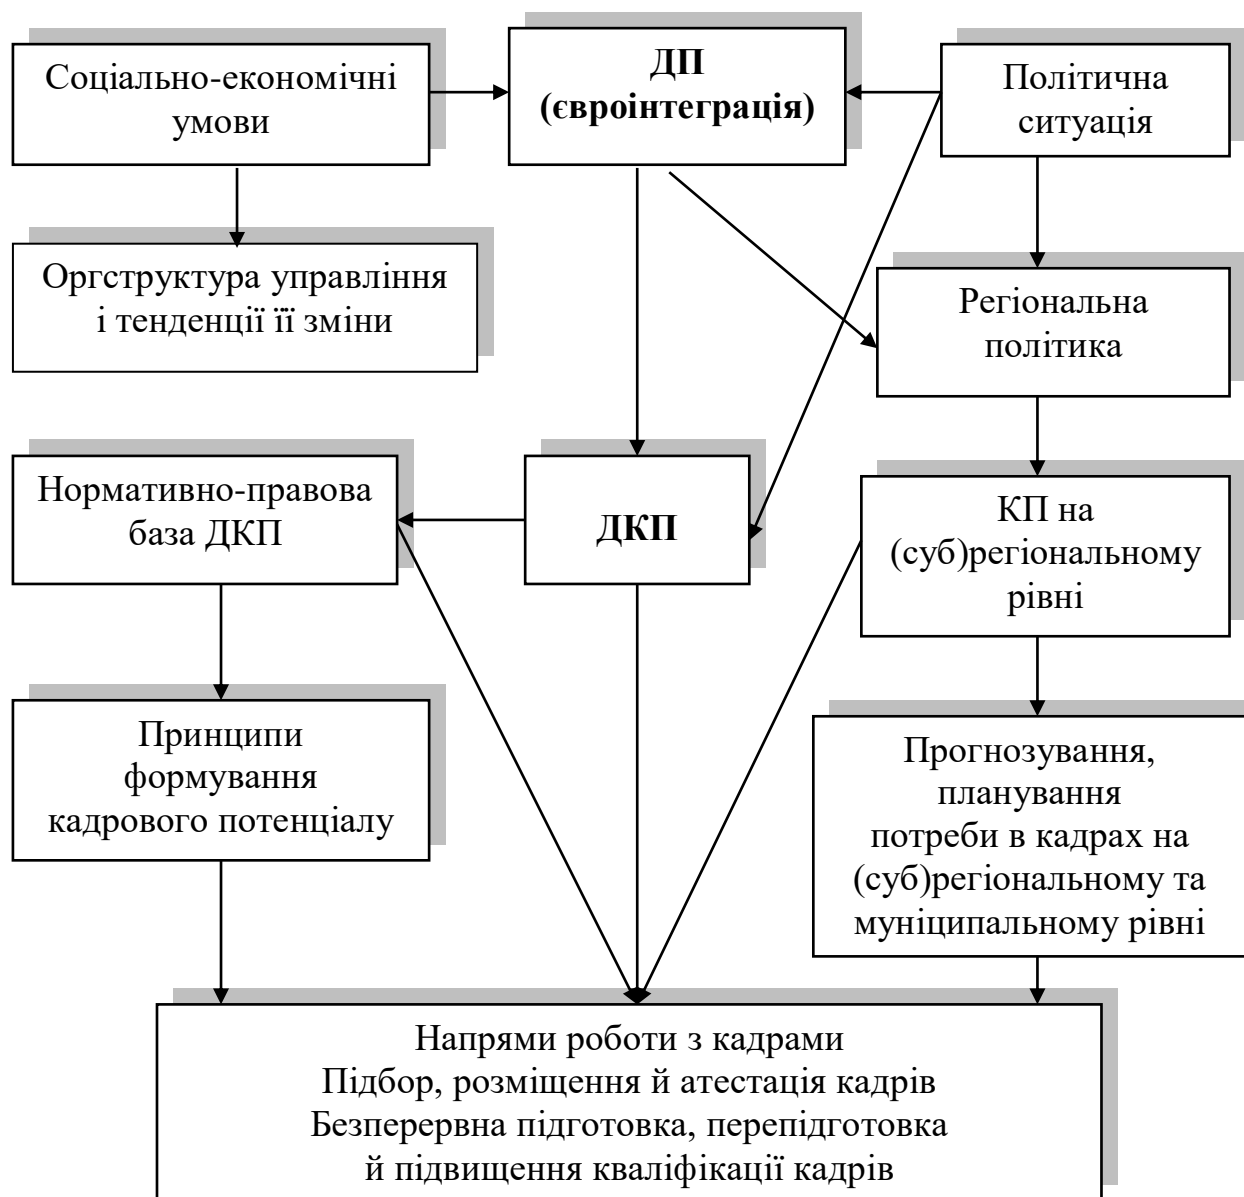 Соціально-економічні
умови
ДП
(євроінтеграція)
Політична
ситуація
Оргструктура управління
і тенденції її зміни
Регіональна
політика
Нормативно-правова
база ДКП
ДКП
КП на
(суб)регіональному
рівні
Принципи
формування
кадрового потенціалу
Прогнозування,
планування
потреби в кадрах на
(суб)регіональному та
муніципальному рівні
Напрями роботи з кадрами
Підбор, розміщення й атестація кадрів
Безперервна підготовка, перепідготовка
й підвищення кваліфікації кадрів